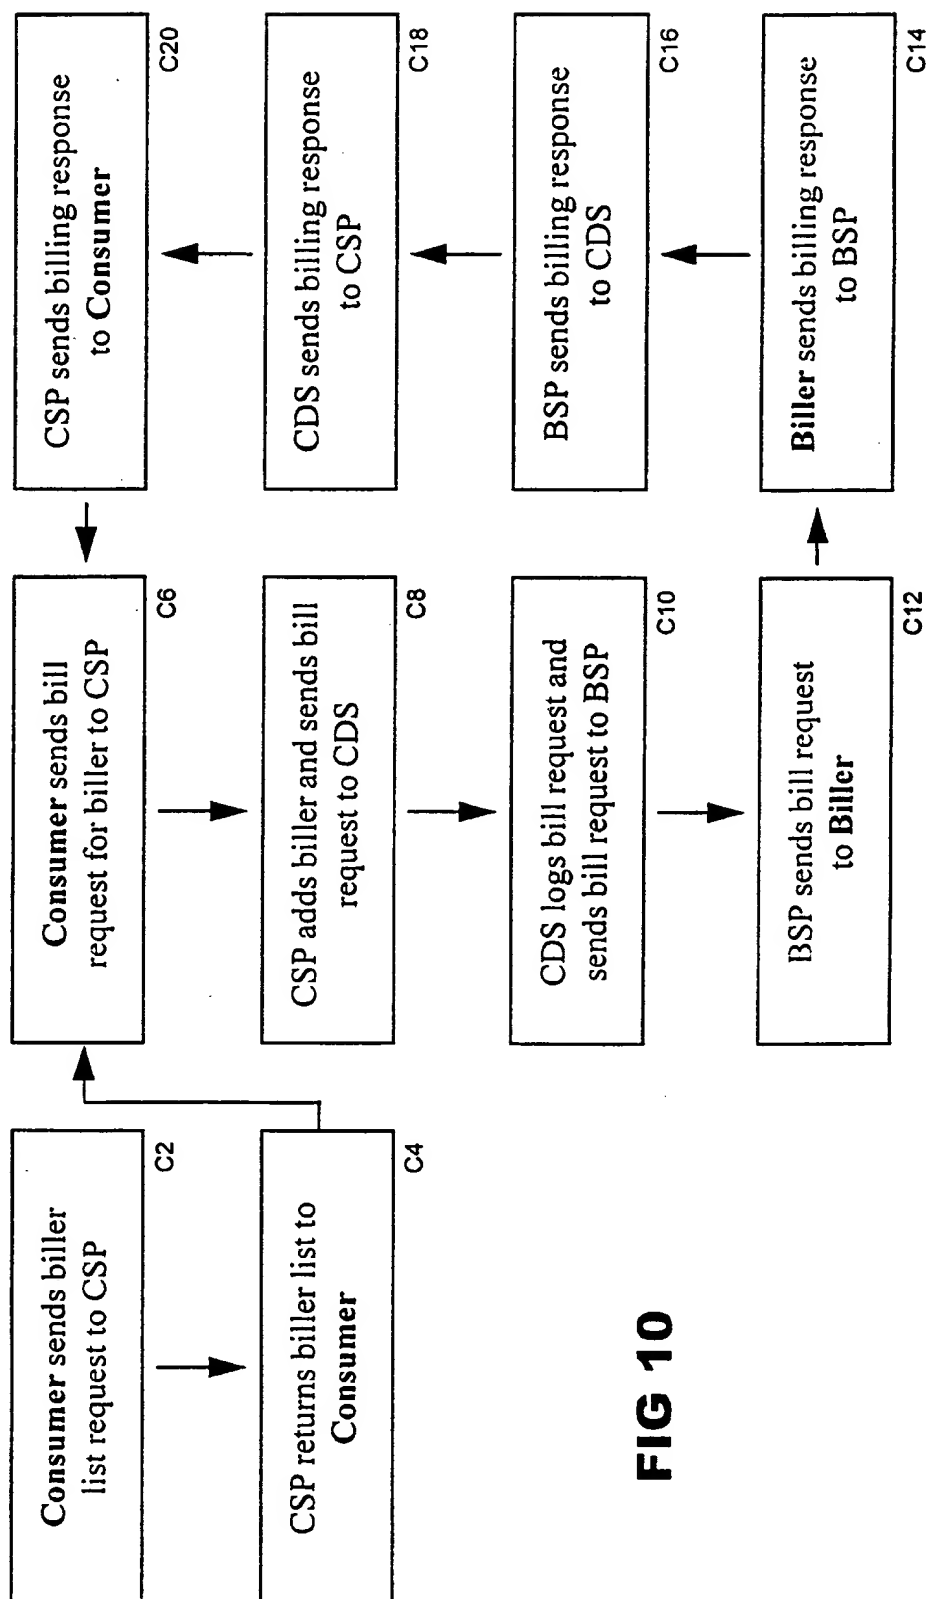 Consumer sends biller
list request to CSP
C2
CSP returns biller list to
Consumer
C4
Consumer sends bill
request for biller to CSP
C6
CSP adds biller and sends bill
request to CDS
C8
CDS logs bill request and
sends bill request to BSP
C10
BSP sends bill request
to Biller
C12
Biller sends billing response
to BSP
C14
BSP sends billing response
to CDS
C16
CDS sends billing response
to CSP
C18
CSP sends billing response
to Consumer
C20
FIG 10